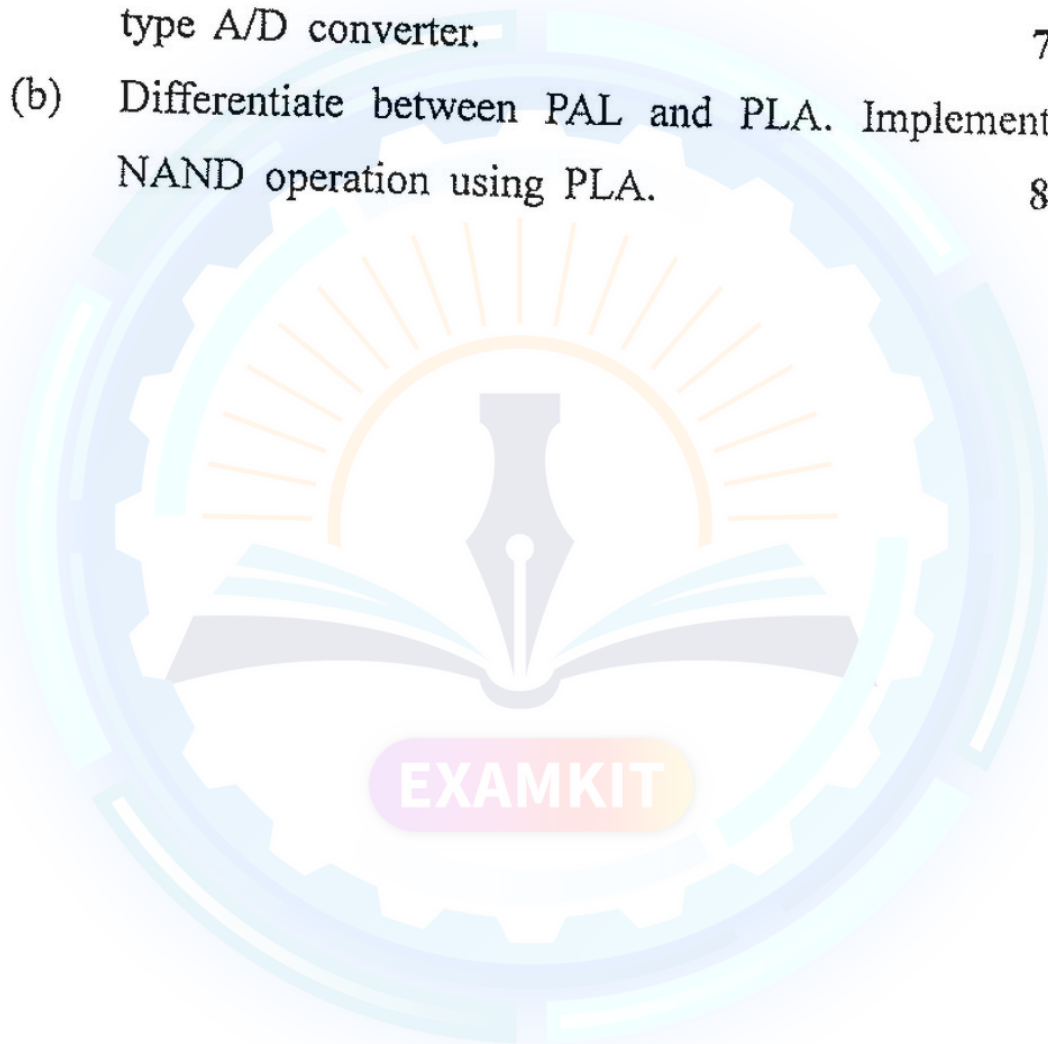 type A/D converter. 7
(b) Differentiate between PAL and PLA. Implement
NAND operation using PLA. 8
EXAMKIT